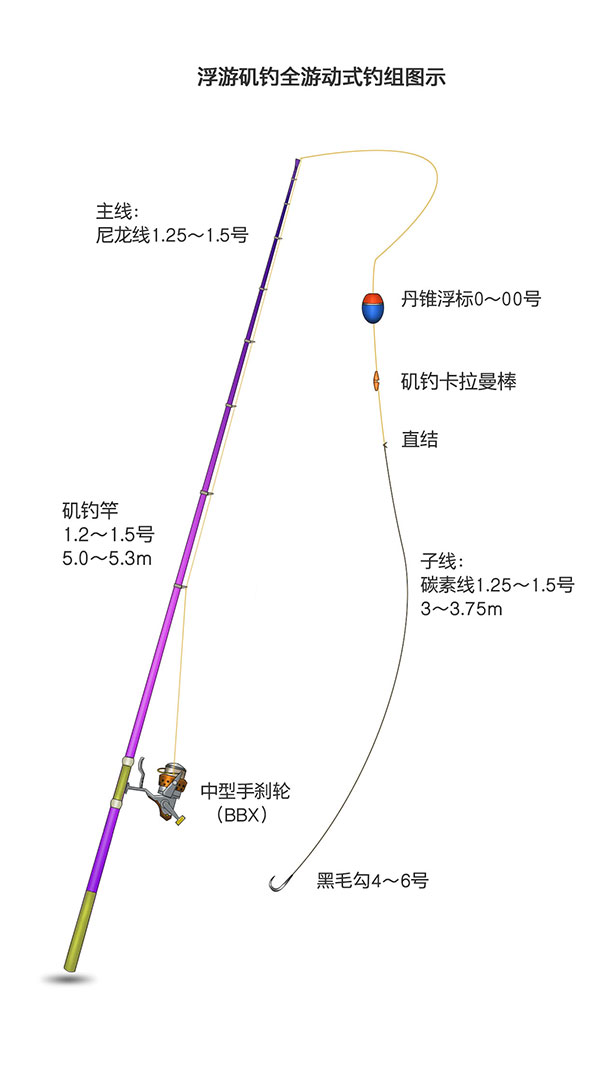 浮游矶钓全游动式钓组图示
主线：
尼龙线1.25～1.5号
丹锥浮标0～00号
矶钓卡拉曼棒
直结
矶钓竿
1.2～1.5号
5.0～5.3m
子线：
碳素线1.25～1.5号
3～3.75m
中型手刹轮
（BBX）
黑毛勾4～6号